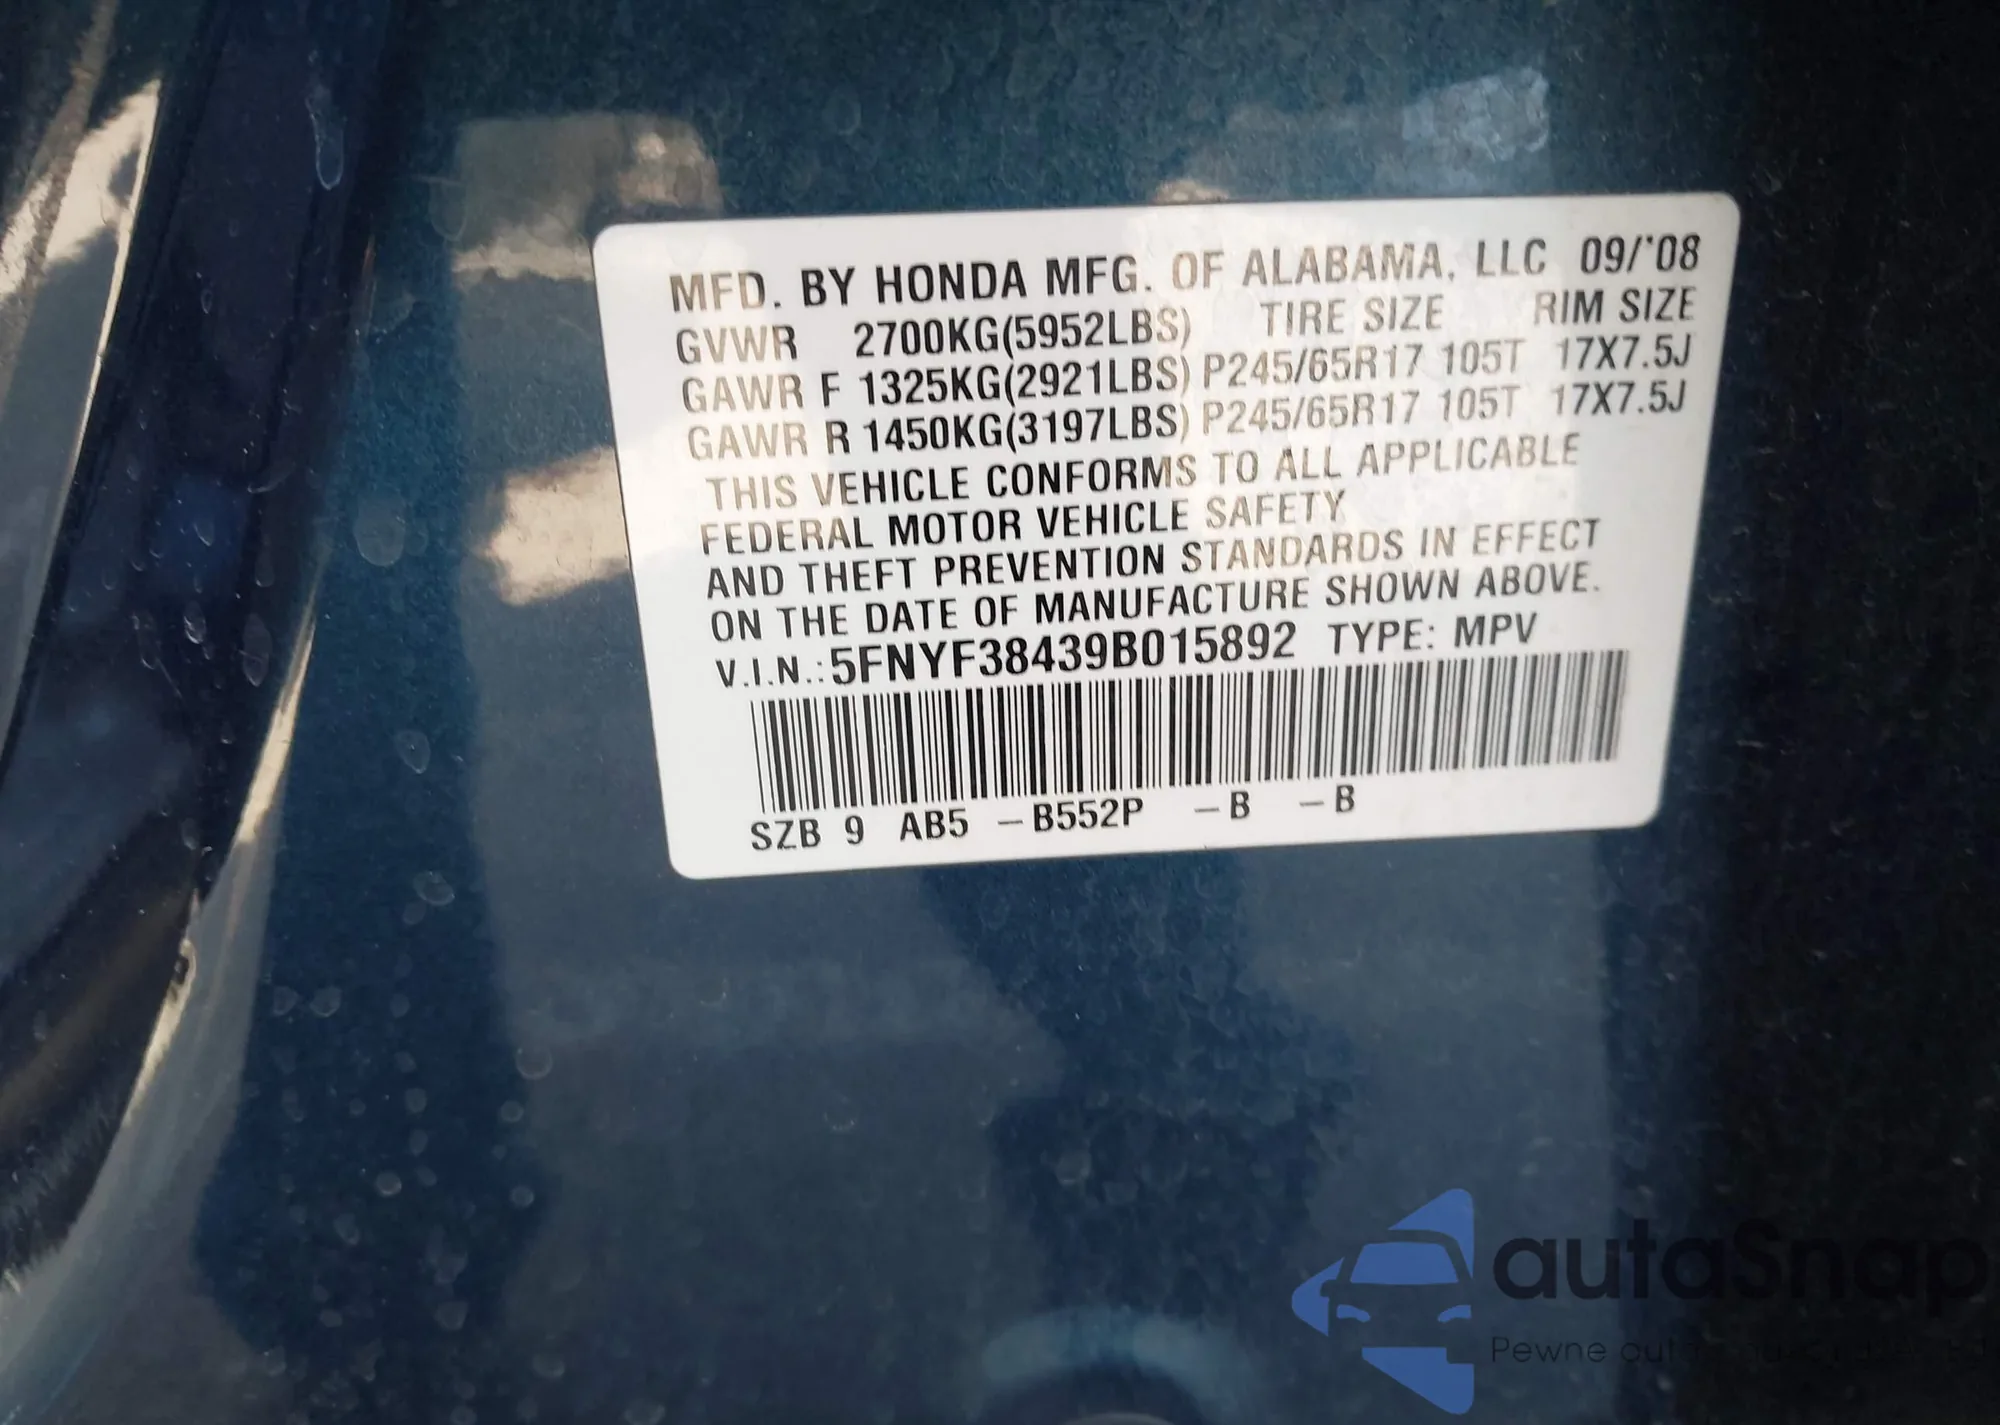 MFD. BY HONDA MFG. OF ALABAMA, LLC 09/'08
GVWR 2700KG(5952LBS) TIRE SIZE RIM SIZE
GAWR F 1325KG(2921LBS) P245/65R17 105T 17X7.5J
GAWR R 1450KG(3197LBS) P245/65R17 105T 17X7.5J
THIS VEHICLE CONFORMS TO ALL APPLICABLE
FEDERAL MOTOR VEHICLE SAFETY
AND THEFT PREVENTION STANDARDS IN EFFECT
ON THE DATE OF MANUFACTURE SHOWN ABOVE.
V.I.N.: 5FNYF38439B015892 TYPE: MPV
SZB 9 AB5 -B552P -B -B
autaSnap
Pewne auta